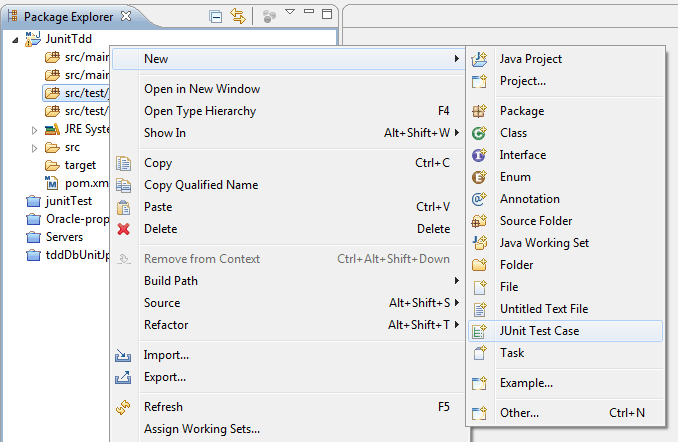 Package Explorer
JunitTdd
src/main
src/main
src/test/
src/test/
JRE Syste
src
target
pom.xm
junitTest
Oracle-prop
Servers
tddDbUnitJp
New
Open in New Window
Open Type Hierarchy F4
Show In Alt+Shift+W
Copy Ctrl+C
Copy Qualified Name
Paste Ctrl+V
Delete Delete
Remove from Context Ctrl+Alt+Shift+Down
Build Path
Source Alt+Shift+S
Refactor Alt+Shift+T
Import...
Export...
Refresh F5
Assign Working Sets...
Java Project
Project...
Package
Class
Interface
Enum
Annotation
Source Folder
Java Working Set
Folder
File
Untitled Text File
JUnit Test Case
Task
Example...
Other... Ctrl+N